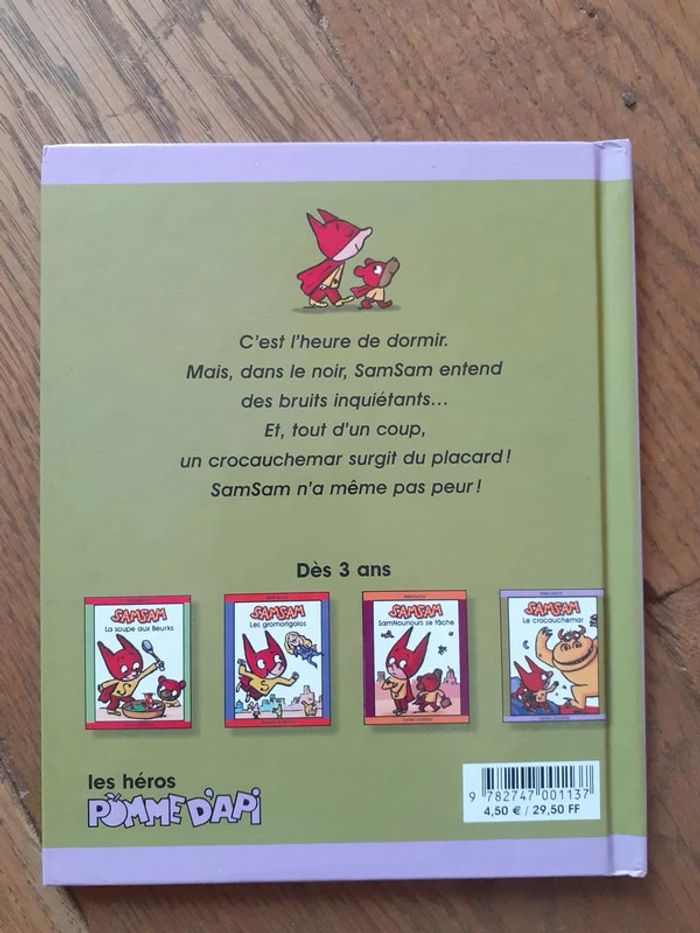 C'est l'heure de dormir.
Mais, dans le noir, SamSam entend
des bruits inquiétants...
Et, tout d'un coup,
un crocauchemar surgit du placard !
SamSam n'a même pas peur !
Dès 3 ans
SAMSAM
La soupe aux Beurks
SAMSAM
Les gromatigolos
SAMSAM
SamNounours se fâche
SAMSAM
Le crocauchemar
les héros
POMME D'API
9 782747 001137
4,50 € / 29,50 FF